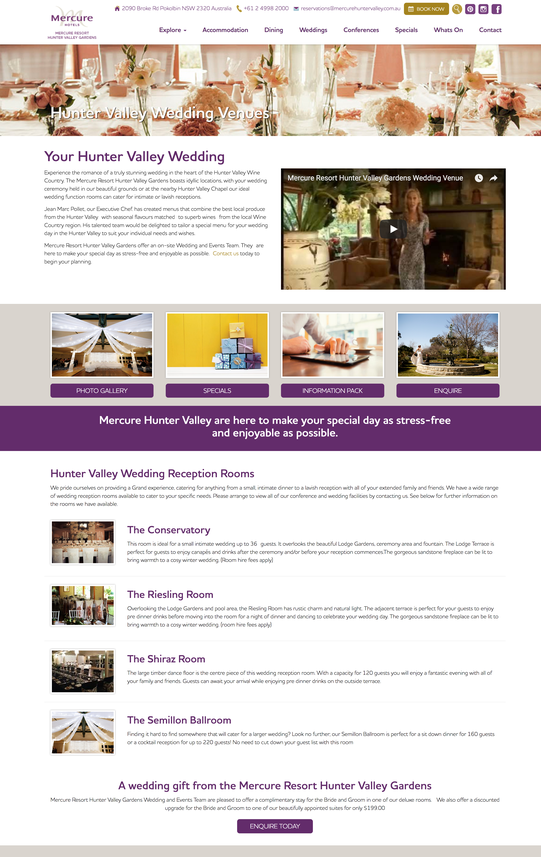 Mercure
HOTELS
MERCURE RESORT
HUNTER VALLEY GARDENS
2090 Broke Rd Pokolbin NSW 2320 Australia
+61 2 4998 2000
reservations@mercurehuntervalley.com.au
BOOK NOW
Explore
Accommodation
Dining
Weddings
Conferences
Specials
Whats On
Contact
Hunter Valley Wedding Venues
Your Hunter Valley Wedding
Experience the romance of a truly stunning wedding in the heart of the Hunter Valley Wine
Country. The Mercure Resort Hunter Valley Gardens boasts idyllic locations, with your wedding
ceremony held in our beautiful grounds or at the nearby Hunter Valley Chapel our ideal
wedding function rooms can cater for intimate or lavish receptions.
Jean Marc Pollet, our Executive Chef, has created menus that combine the best local produce
from the Hunter Valley with seasonal flavours matched to superb wines from the local Wine
Country region. His talented team would be delighted to tailor a special menu for your wedding
day in the Hunter Valley to suit your individual needs and wishes.
Mercure Resort Hunter Valley Gardens offer an on-site Wedding and Events Team. They are
here to make your special day as stress-free and enjoyable as possible. Contact us today to
begin your planning.
Mercure Resort Hunter Valley Gardens Wedding Venue
PHOTO GALLERY
SPECIALS
INFORMATION PACK
ENQUIRE
Mercure Hunter Valley are here to make your special day as stress-free
and enjoyable as possible.
Hunter Valley Wedding Reception Rooms
We pride ourselves on providing a Grand experience, catering for anything from a small, intimate dinner to a lavish reception with all of your extended family and friends. We have a wide range
of wedding reception rooms available to cater to your specific needs. Please arrange to view all of our conference and wedding facilities by contacting us. See below for further information on
the rooms we have available.
The Conservatory
This room is ideal for a small intimate wedding up to 36 guests. It overlooks the beautiful Lodge Gardens, ceremony area and fountain. The Lodge Terrace is
perfect for guests to enjoy canapés and drinks after the ceremony and/or before your reception commences.The gorgeous sandstone fireplace can be lit to
bring warmth to a cosy winter wedding. (Room hire fees apply)
The Riesling Room
Overlooking the Lodge Gardens and pool area, the Riesling Room has rustic charm and natural light. The adjacent terrace is perfect for your guests to enjoy
pre dinner drinks before moving into the room for a night of dinner and dancing to celebrate your wedding day. The gorgeous sandstone fireplace can be lit to
bring warmth to a cosy winter wedding. (room hire fees apply)
The Shiraz Room
The large timber dance floor is the centre piece of this wedding reception room. With a capacity for 120 guests you will enjoy a fantastic evening with all of
your family and friends. Guests can await your arrival while enjoying pre dinner drinks on the outside terrace.
The Semillon Ballroom
Finding it hard to find somewhere that will cater for a larger wedding? Look no further, our Semillon Ballroom is perfect for a sit down dinner for 160 guests
or a cocktail reception for up to 220 guests! No need to cut down your guest list with this room
A wedding gift from the Mercure Resort Hunter Valley Gardens
Mercure Resort Hunter Valley Gardens Wedding and Events Team are pleased to offer a complimentary stay for the Bride and Groom in one of our deluxe rooms. We also offer a discounted
upgrade for the Bride and Groom to one of our beautifully appointed suites for only $199.00
ENQUIRE TODAY